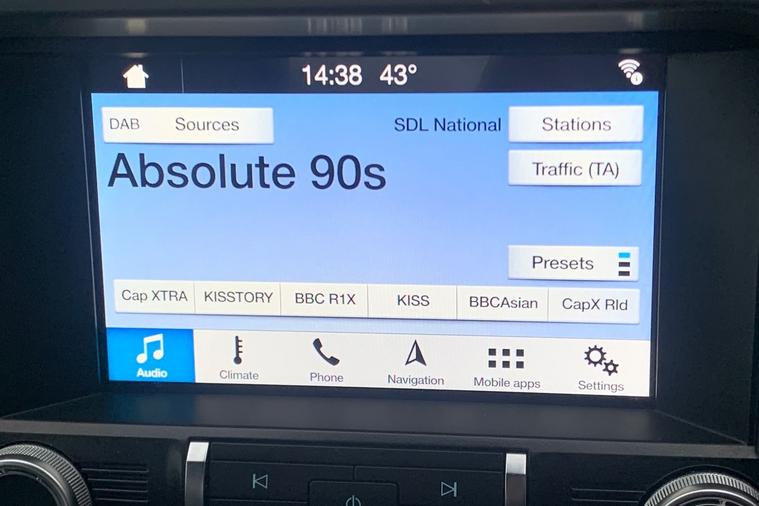 14:38 43°
DAB Sources
SDL National
Stations
Absolute 90s
Traffic (TA)
Presets
Cap XTRA
KISSTORY
BBC R1X
KISS
BBCAsian
CapX Rld
Audio
Climate
Phone
Navigation
Mobile apps
Settings